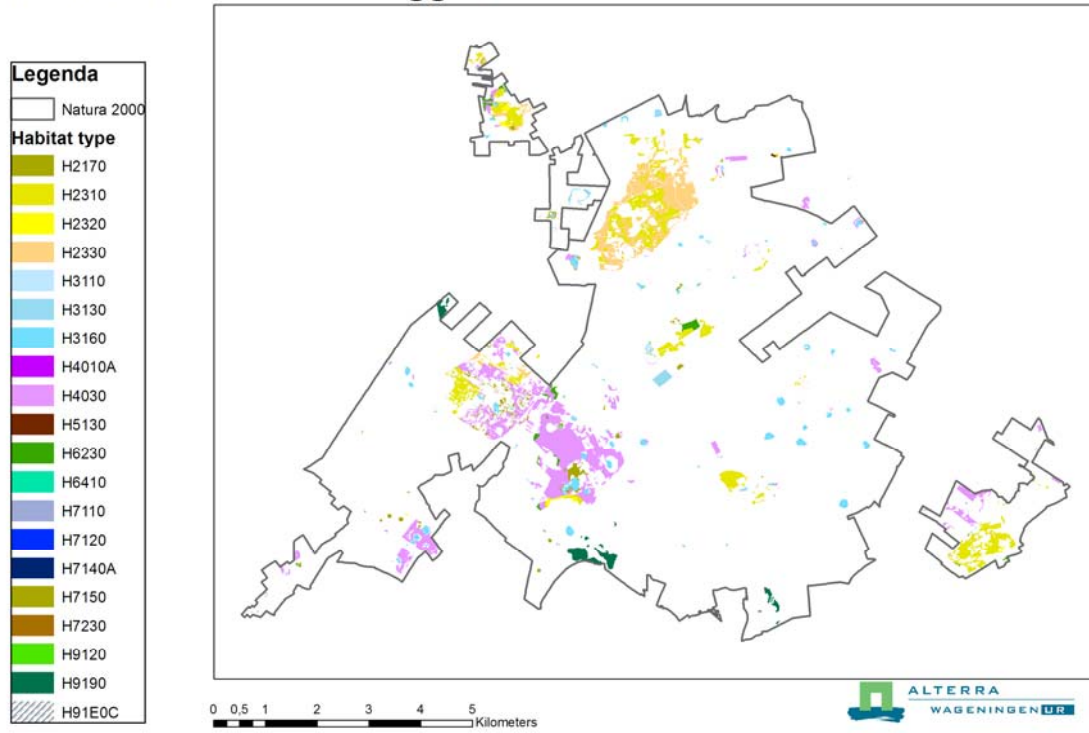 Legenda
Natura 2000
Habitat type
H2170
H2310
H2320
H2330
H3110
H3130
H3160
H4010A
H4030
H5130
H6230
H6410
H7110
H7120
H7140A
H7150
H7230
H9120
H9190
H91E0C
0 0,5 1 2 3 4 5
Kilometers
ALTERRA
WAGENINGEN UR